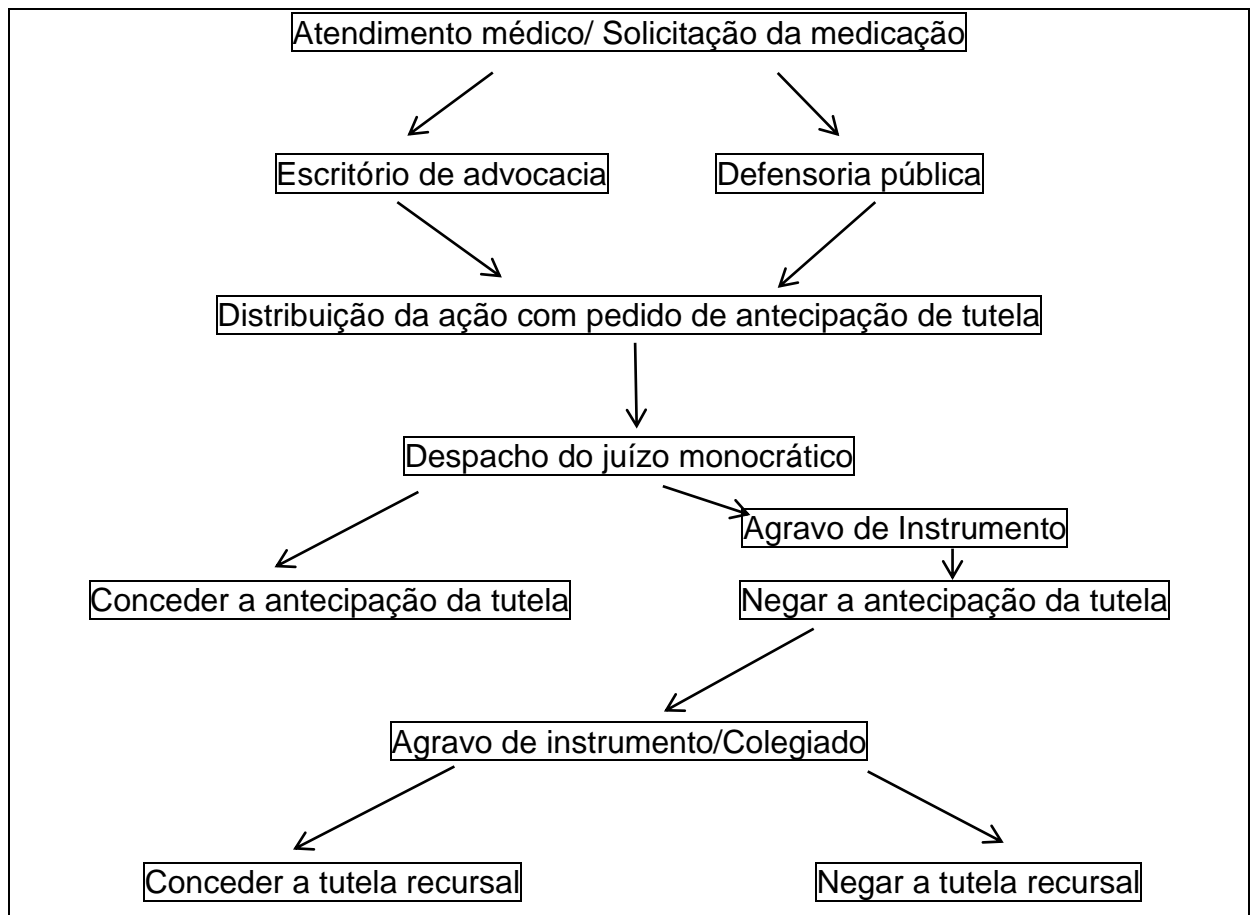 Atendimento médico/ Solicitação da medicação
Escritório de advocacia
Defensoria pública
Distribuição da ação com pedido de antecipação de tutela
Despacho do juízo monocrático
Agravo de Instrumento
Conceder a antecipação da tutela
Negar a antecipação da tutela
Agravo de instrumento/Colegiado
Conceder a tutela recursal
Negar a tutela recursal